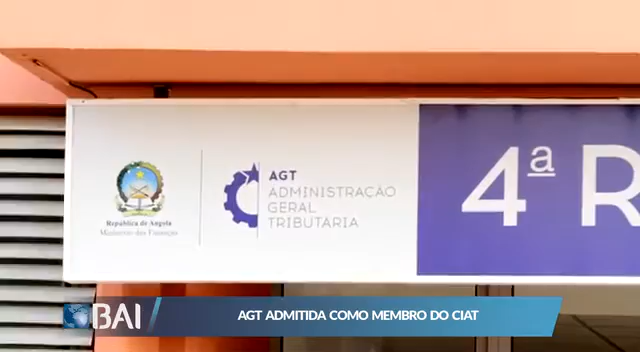 República de Angola
Ministério das Finanças
AGT
ADMINISTRAÇÃO
GERAL
TRIBUTÁRIA
4ª R
BAI
AGT ADMITIDA COMO MEMBRO DO CIAT